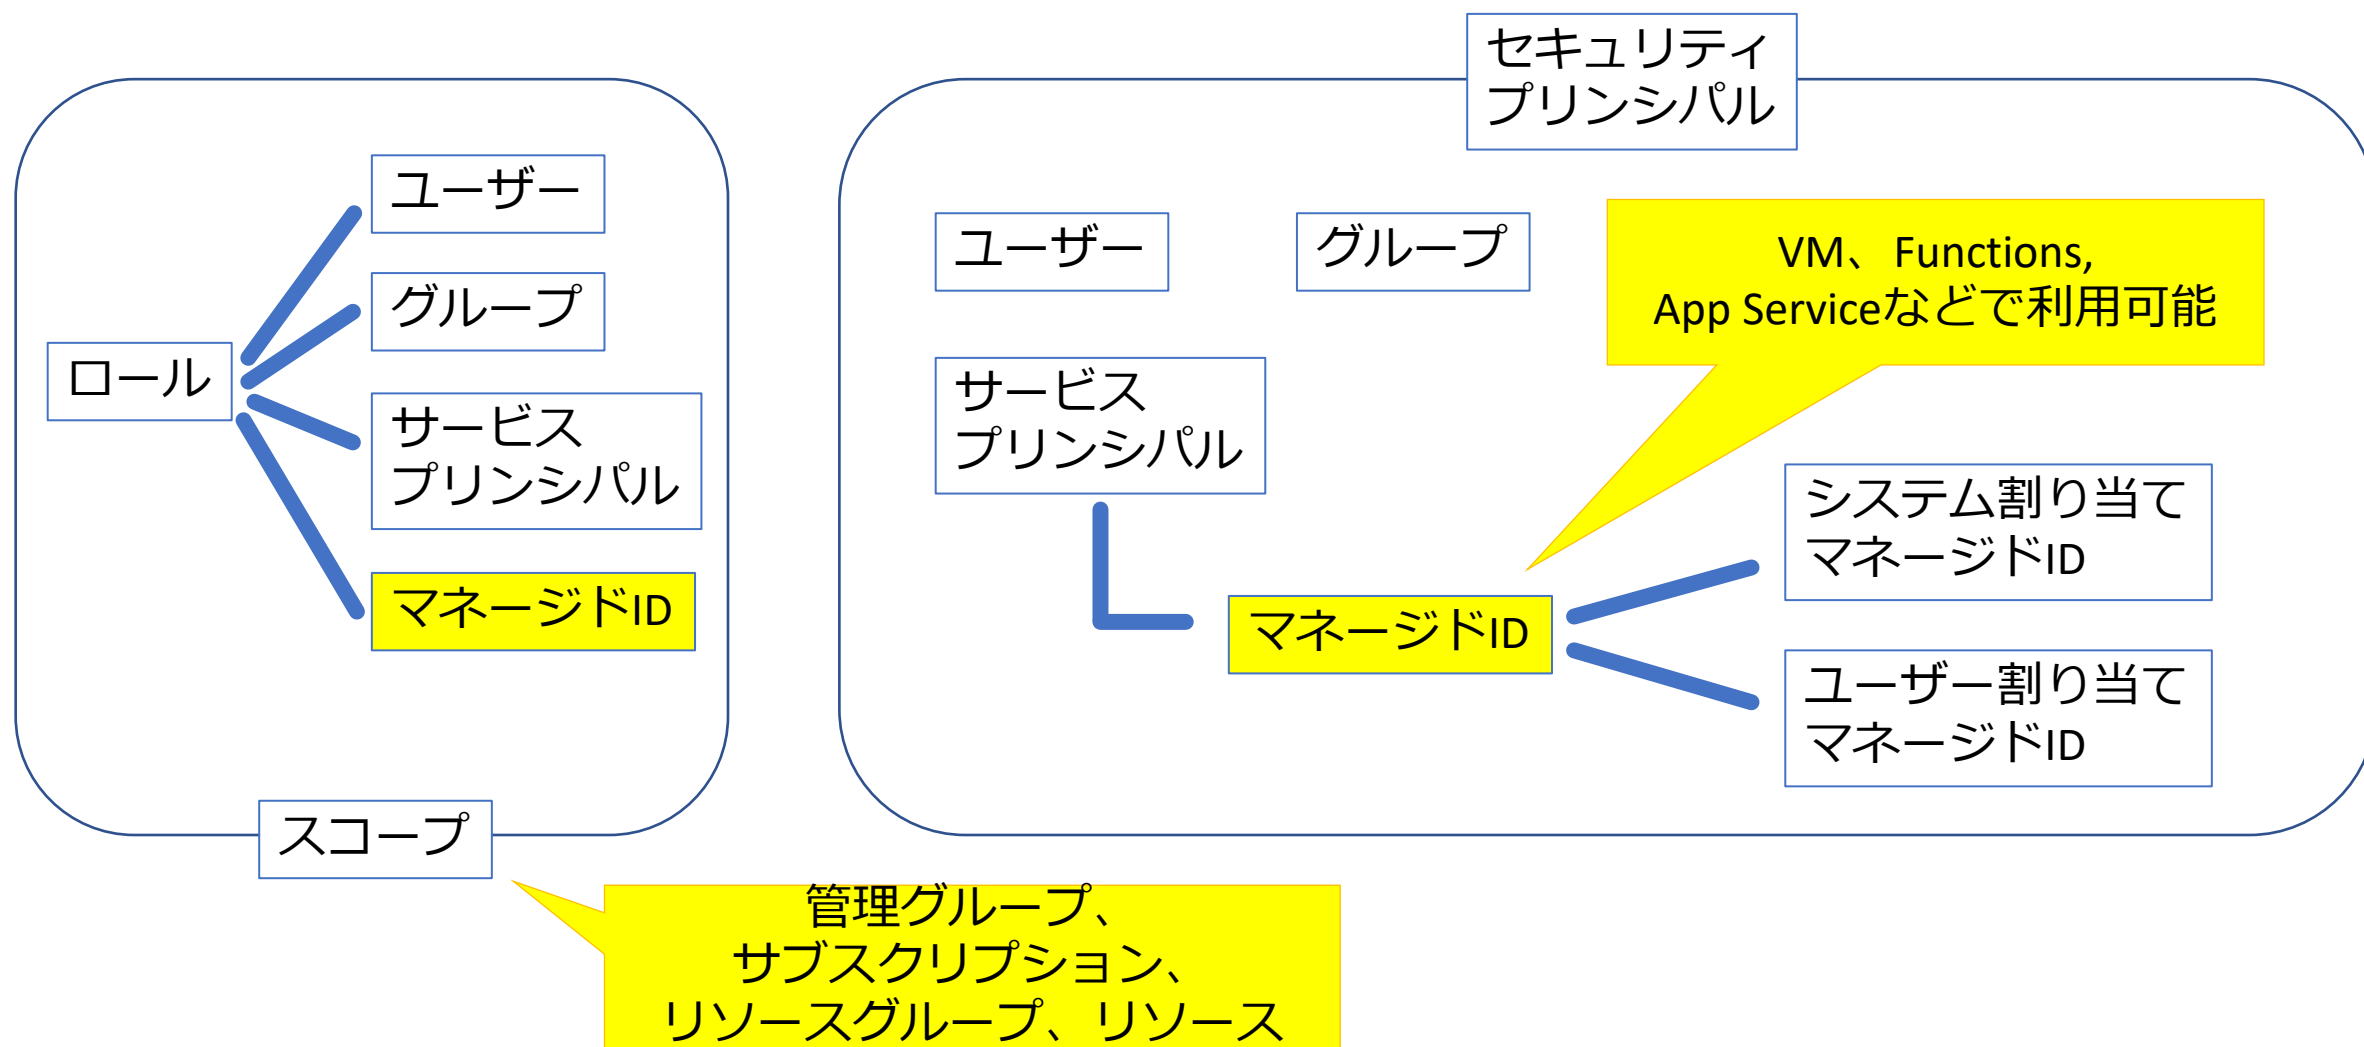 ロール
ユーザー
グループ
サービス
プリンシパル
マネージドID
スコープ
管理グループ、
サブスクリプション、
リソースグループ、リソース
セキュリティ
プリンシパル
ユーザー
グループ
VM、Functions,
App Serviceなどで利用可能
サービス
プリンシパル
マネージドID
システム割り当て
マネージドID
ユーザー割り当て
マネージドID